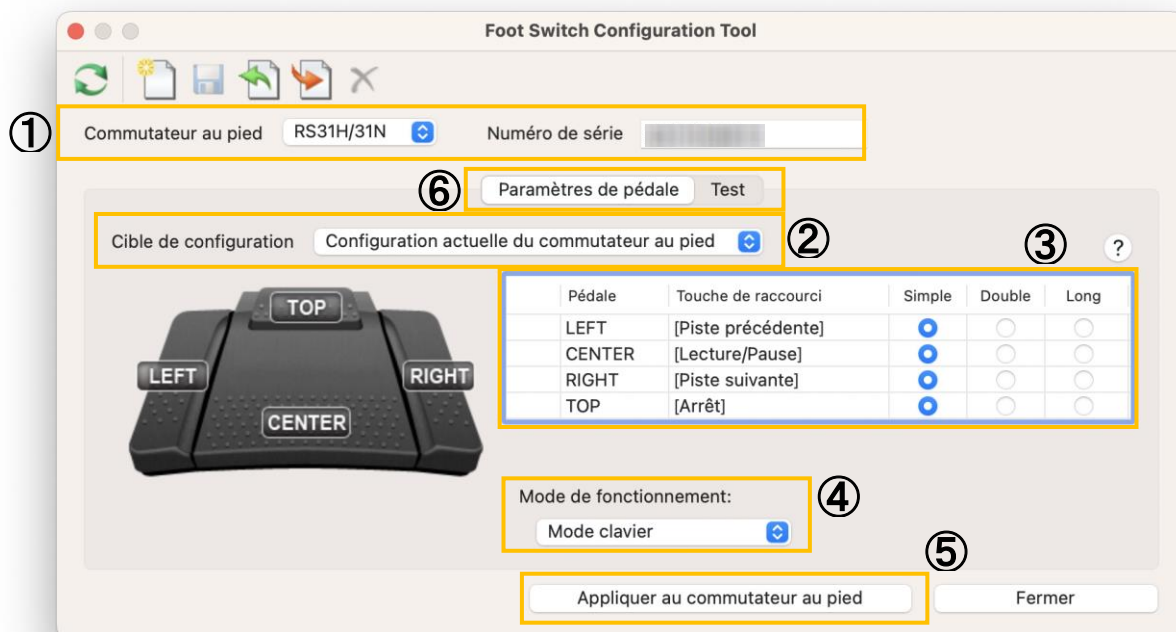 Foot Switch Configuration Tool
①
Commutateur au pied RS31H/31N Numéro de série
⑥ Paramètres de pédale Test
Cible de configuration Configuration actuelle du commutateur au pied ② ③ ?
Pédale Touche de raccourci Simple Double Long
LEFT [Piste précédente]
CENTER [Lecture/Pause]
RIGHT [Piste suivante]
TOP [Arrêt]
TOP
LEFT RIGHT
CENTER
Mode de fonctionnement: ④
Mode clavier
⑤
Appliquer au commutateur au pied Fermer